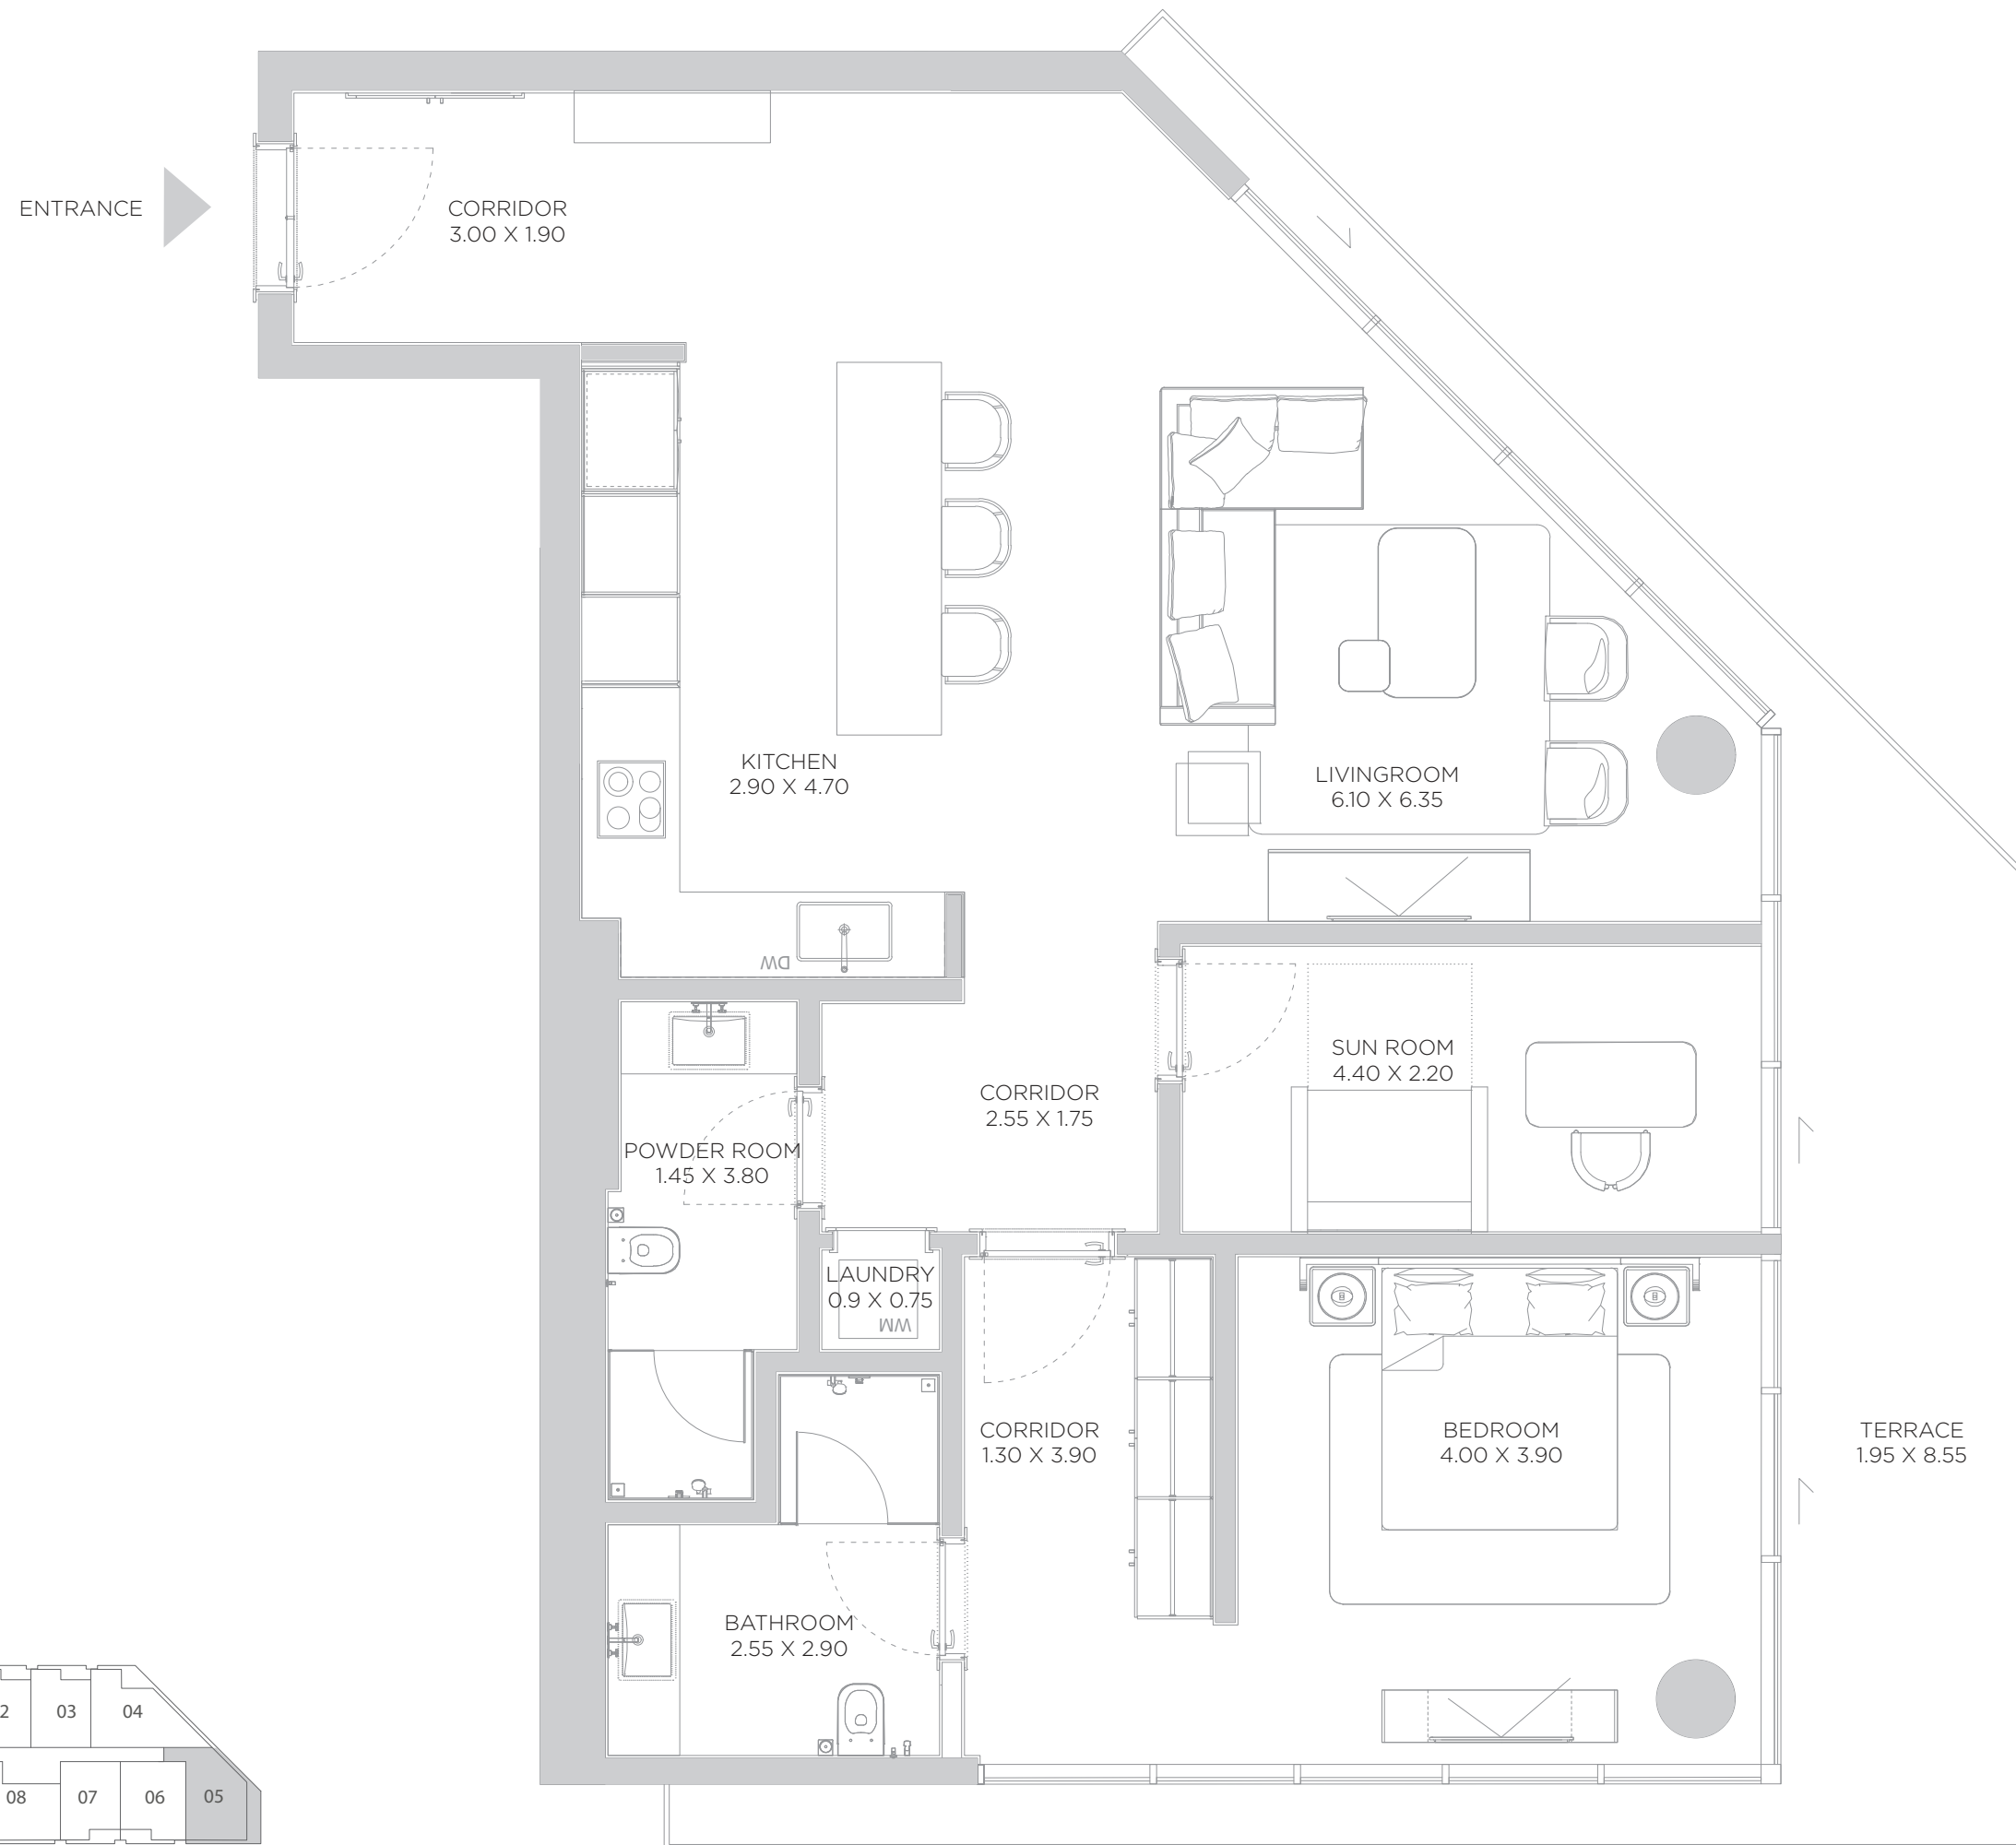 ENTRANCE
CORRIDOR
3.00 X 1.90
KITCHEN
2.90 X 4.70
LIVINGROOM
6.10 X 6.35
DW
SUN ROOM
4.40 X 2.20
CORRIDOR
2.55 X 1.75
POWDER ROOM
1.45 X 3.80
LAUNDRY
0.9 X 0.75
WM
CORRIDOR
1.30 X 3.90
BEDROOM
4.00 X 3.90
TERRACE
1.95 X 8.55
BATHROOM
2.55 X 2.90
2 03 04
08 07 06 05